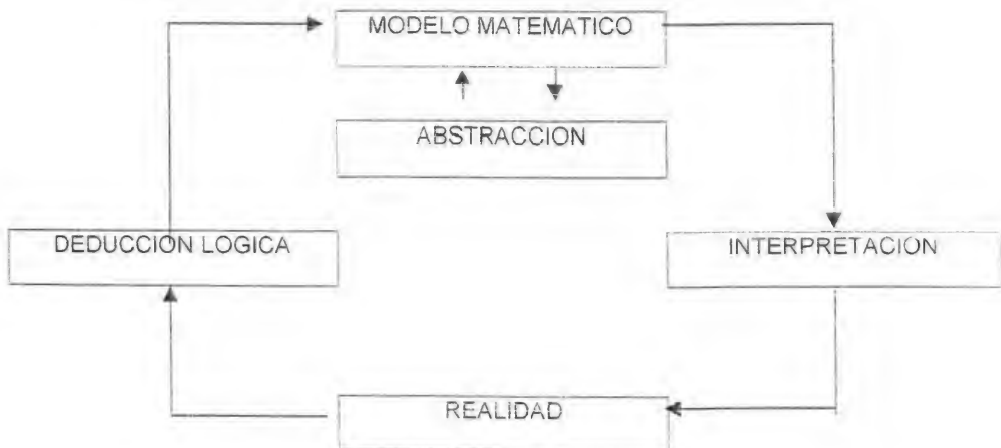 MODELO MATEMATICO
ABSTRACCION
DEDUCCION LOGICA
INTERPRETACION
REALIDAD